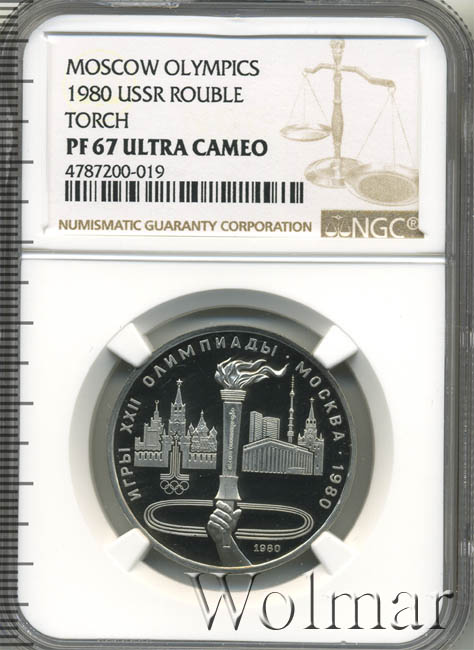 MOSCOW OLYMPICS
1980 USSR ROUBLE
TORCH
PF 67 ULTRA CAMEO
4787200-019
NUMISMATIC GUARANTY CORPORATION
NGC®
ИГРЫ XXII ОЛИМПИАДЫ · МОСКВА · 1980
1980
Wolmar